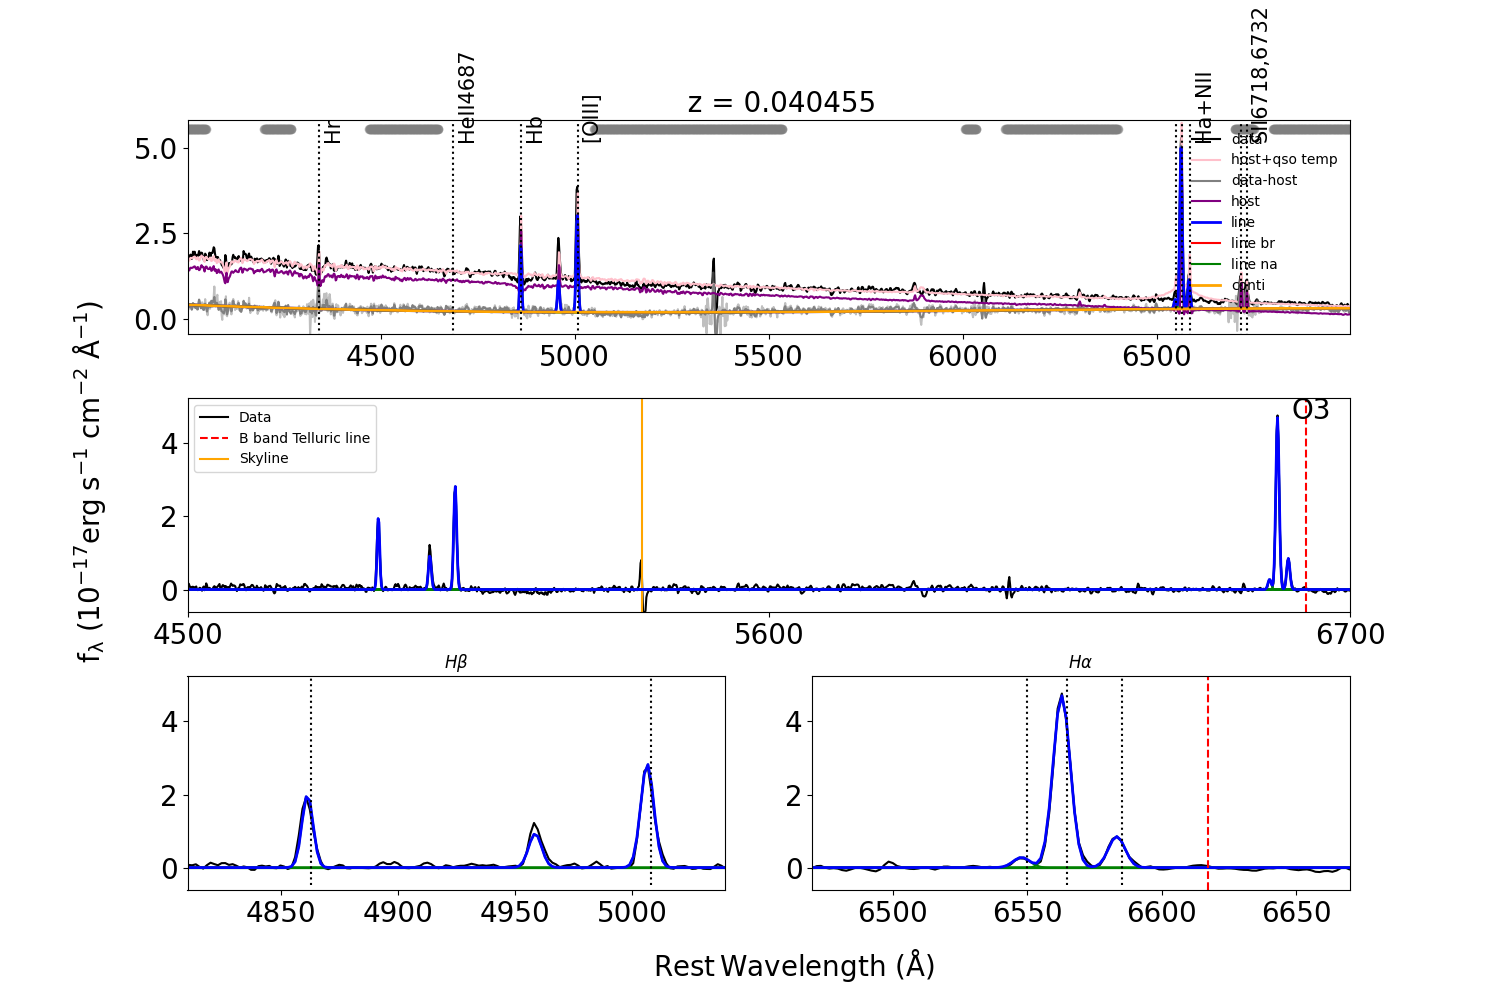 z = 0.040455
Hr
HeII4687
Hb
[OIII]
Ha+NII
SII6718,6732
data
host+qso temp
data-host
host
line
line br
line na
conti
5.0
2.5
0.0
4500 5000 5500 6000 6500
Data
B band Telluric line
Skyline
O3
4
2
0
4500 5600 6700
Hβ
4
2
0
4850 4900 4950 5000
Hα
4
2
0
6500 6550 6600 6650
fλ (10−17erg s−1 cm−2 Å−1)
Rest Wavelength (Å)